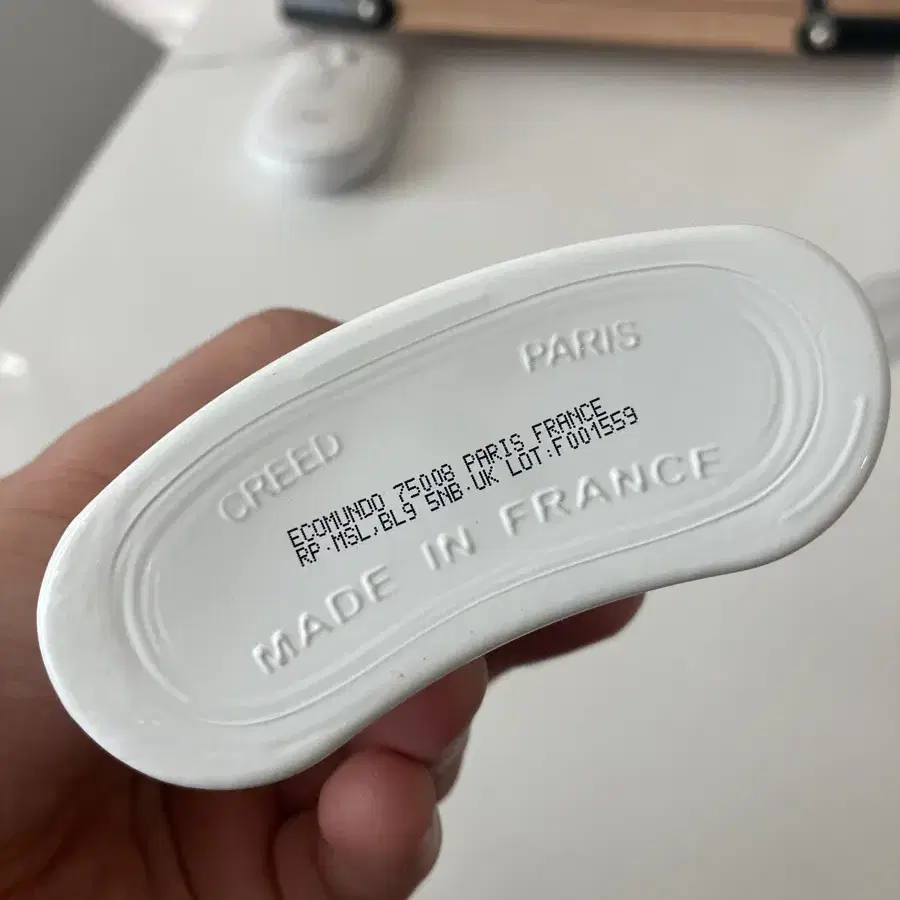 CREED PARIS
ECOMUNDO 75008 PARIS FRANCE
RP·MSL;BL9 5NB·UK LOT:F001559
MADE IN FRANCE